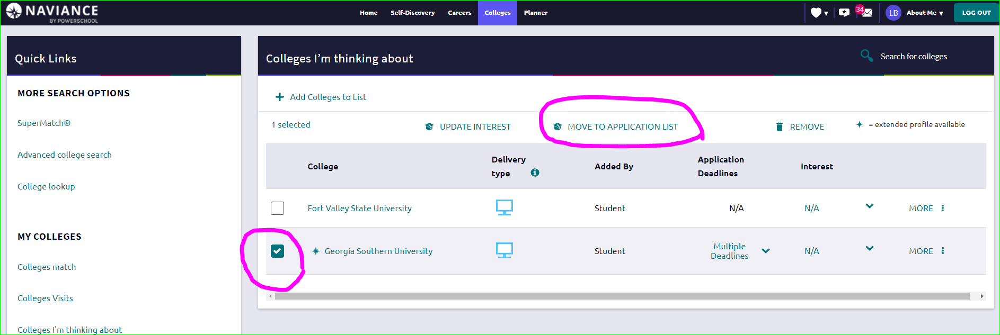 NAVIANCE
BY POWERSCHOOL
Home Self-Discovery Careers Colleges Planner
34 LB About Me LOG OUT
Quick Links
MORE SEARCH OPTIONS
SuperMatch®
Advanced college search
College lookup
MY COLLEGES
Colleges match
Colleges Visits
Colleges I'm thinking about
Colleges I’m thinking about
Search for colleges
Add Colleges to List
1 selected UPDATE INTEREST MOVE TO APPLICATION LIST REMOVE = extended profile available
College Delivery type Added By Application Deadlines Interest
Fort Valley State University Student N/A N/A MORE
Georgia Southern University Student Multiple Deadlines N/A MORE